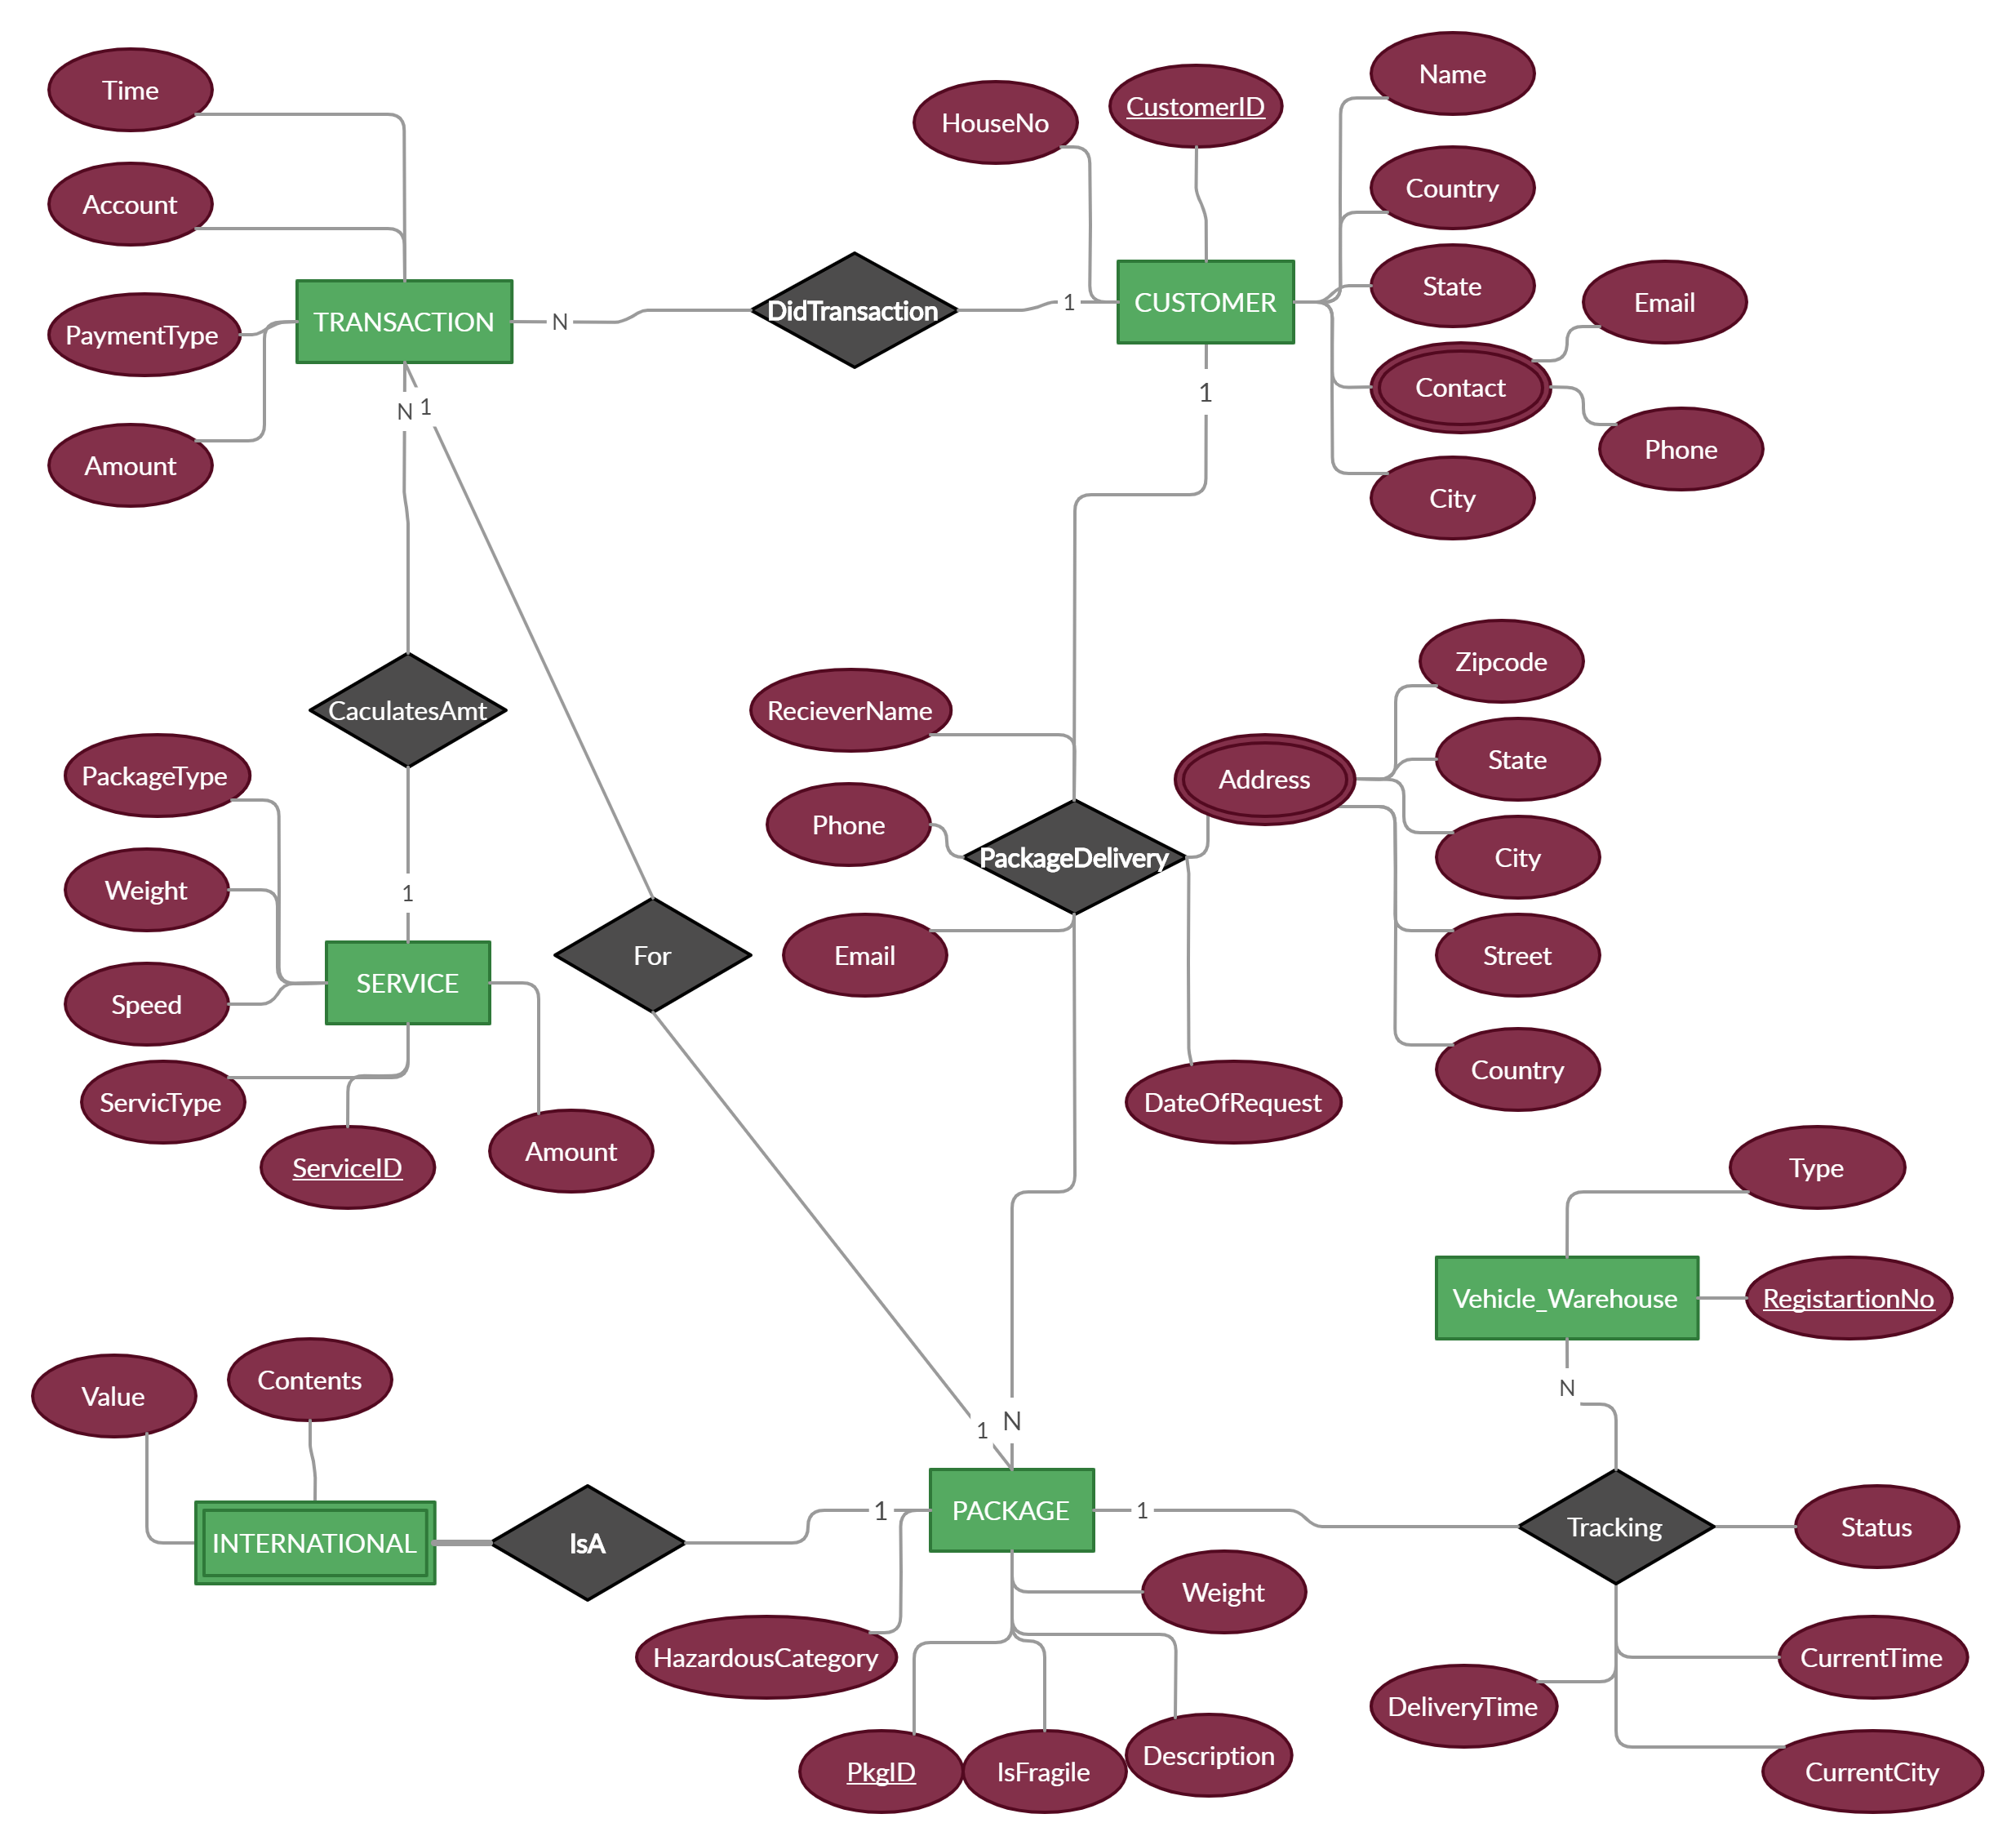 Time
Account
PaymentType
Amount
TRANSACTION
N
DidTransaction
1
HouseNo
CustomerID
CUSTOMER
Name
Country
State
Contact
City
Email
Phone
N
1
1
CaculatesAmt
1
PackageType
Weight
Speed
ServicType
ServiceID
SERVICE
Amount
For
RecieverName
Phone
Email
PackageDelivery
Address
DateOfRequest
Zipcode
State
City
Street
Country
Type
Vehicle_Warehouse
RegistartionNo
N
Value
Contents
INTERNATIONAL
IsA
1
1
N
PACKAGE
1
Tracking
Status
Weight
HazardousCategory
PkgID
IsFragile
Description
DeliveryTime
CurrentTime
CurrentCity